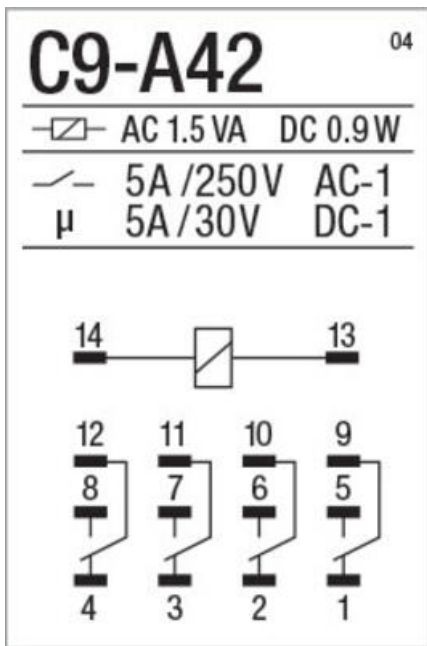 C9-A42 04
AC 1.5 VA DC 0.9 W
5A /250V AC-1
µ 5A /30V DC-1
14 13
12 11 10 9
8 7 6 5
4 3 2 1